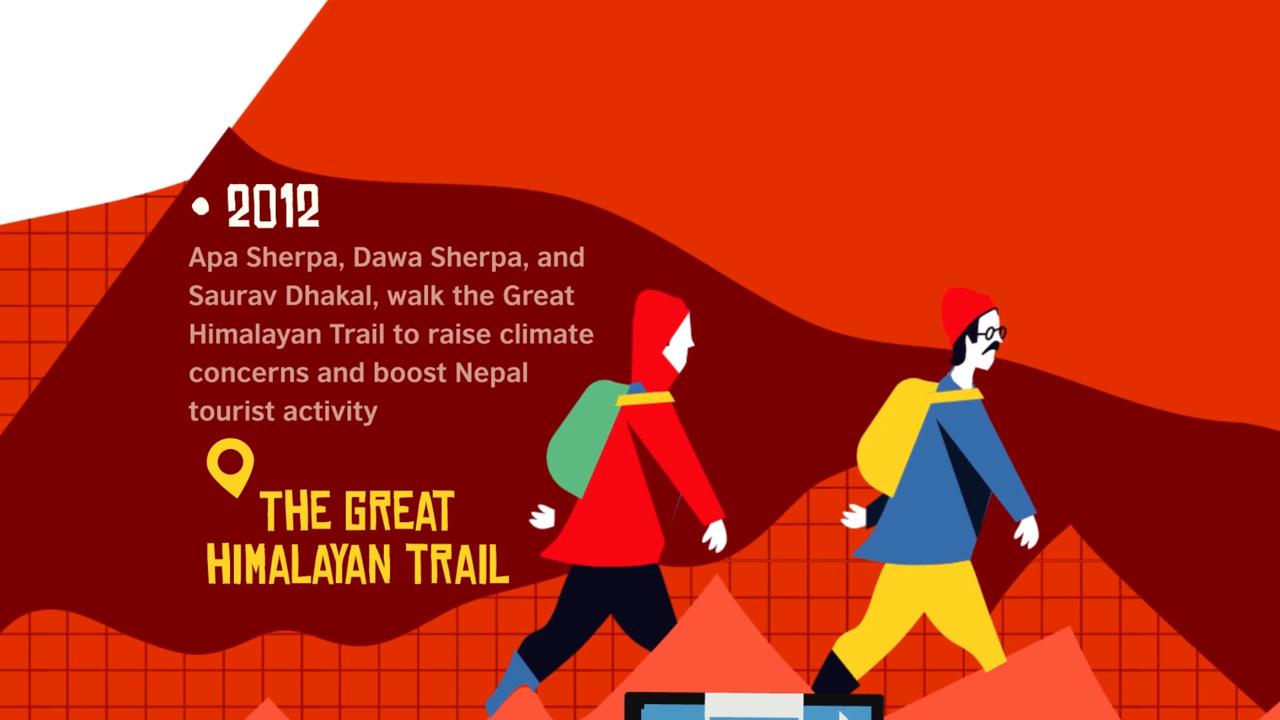 • 2012
Apa Sherpa, Dawa Sherpa, and
Saurav Dhakal, walk the Great
Himalayan Trail to raise climate
concerns and boost Nepal
tourist activity
THE GREAT
HIMALAYAN TRAIL